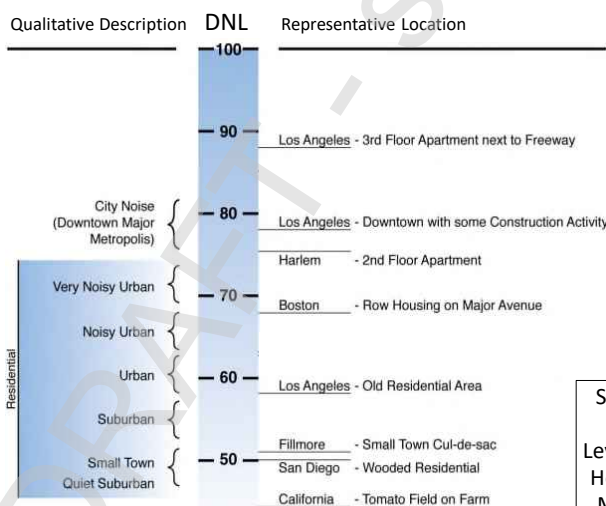 Qualitative Description DNL Representative Location
100
90
Los Angeles - 3rd Floor Apartment next to Freeway
City Noise
(Downtown Major
Metropolis)
80
Los Angeles - Downtown with some Construction Activity
Harlem - 2nd Floor Apartment
Very Noisy Urban
70
Boston - Row Housing on Major Avenue
Noisy Urban
Urban
60
Los Angeles - Old Residential Area
Suburban
Fillmore - Small Town Cul-de-sac
Small Town
50
San Diego - Wooded Residential
Quiet Suburban
California - Tomato Field on Farm
Residential
DRAFT -